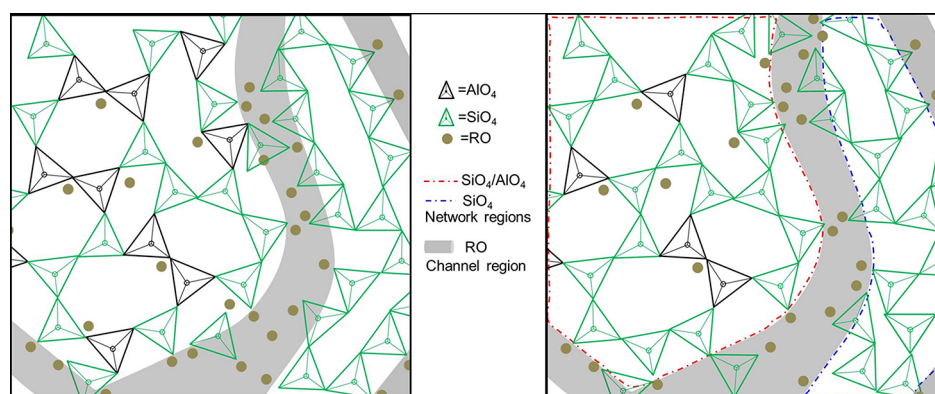 =AlO₄
=SiO₄
=RO
SiO₄/AlO₄
SiO₄
Network regions
RO
Channel region